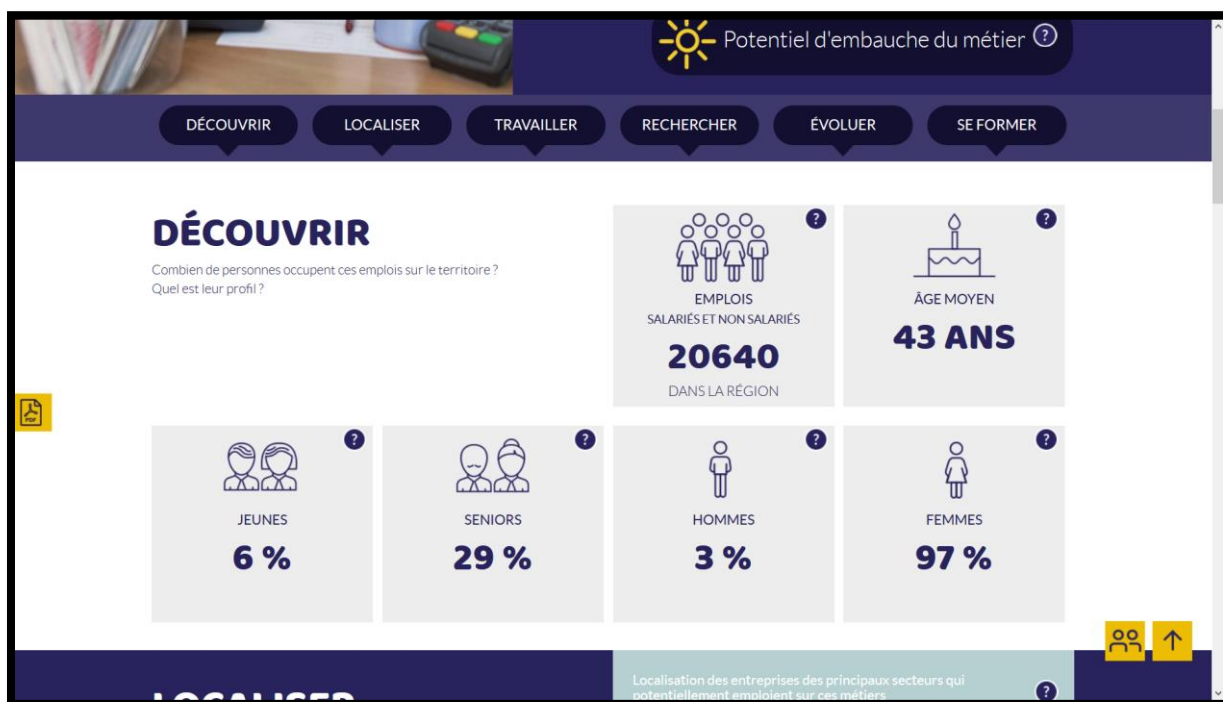 Potentiel d'embauche du métier ?
DÉCOUVRIR LOCALISER TRAVAILLER RECHERCHER ÉVOLUER SE FORMER
DÉCOUVRIR
Combien de personnes occupent ces emplois sur le territoire ?
Quel est leur profil ?
?
EMPLOIS
SALARIÉS ET NON SALARIÉS
20640
DANS LA RÉGION
?
ÂGE MOYEN
43 ANS
PDF
?
JEUNES
6 %
?
SENIORS
29 %
?
HOMMES
3 %
?
FEMMES
97 %
LOCALISER
Localisation des entreprises des principaux secteurs qui
potentiellement emploient sur ces métiers
?